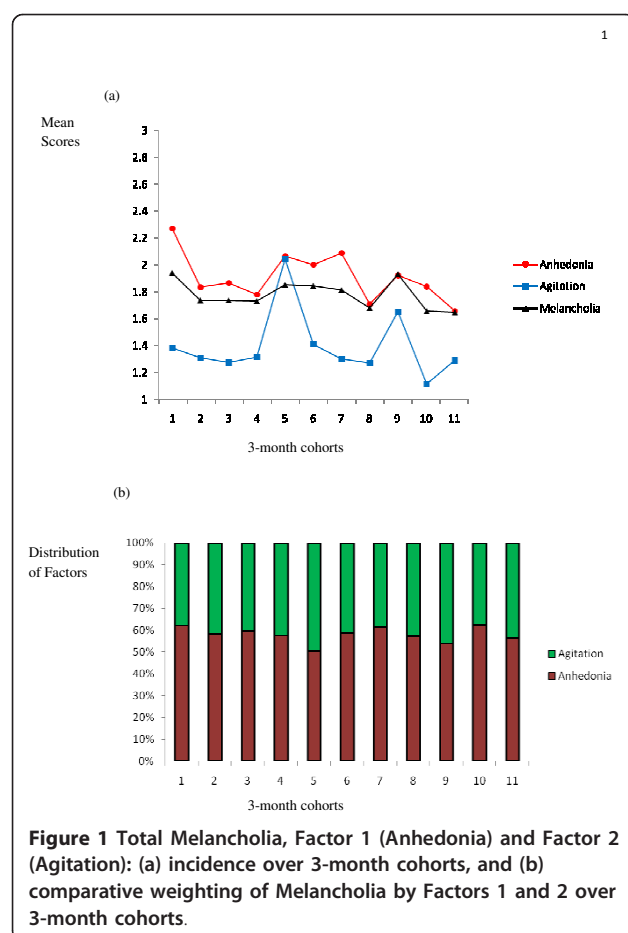 1
(a)
Mean
Scores
3
2.8
2.6
2.4
2.2
2
1.8
1.6
1.4
1.2
1
1 2 3 4 5 6 7 8 9 10 11
3-month cohorts
Anhedonia
Agitation
Melancholia
(b)
Distribution
of Factors
100%
90%
80%
70%
60%
50%
40%
30%
20%
10%
0%
1 2 3 4 5 6 7 8 9 10 11
3-month cohorts
Agitation
Anhedonia
Figure 1 Total Melancholia, Factor 1 (Anhedonia) and Factor 2
(Agitation): (a) incidence over 3-month cohorts, and (b)
comparative weighting of Melancholia by Factors 1 and 2 over
3-month cohorts.